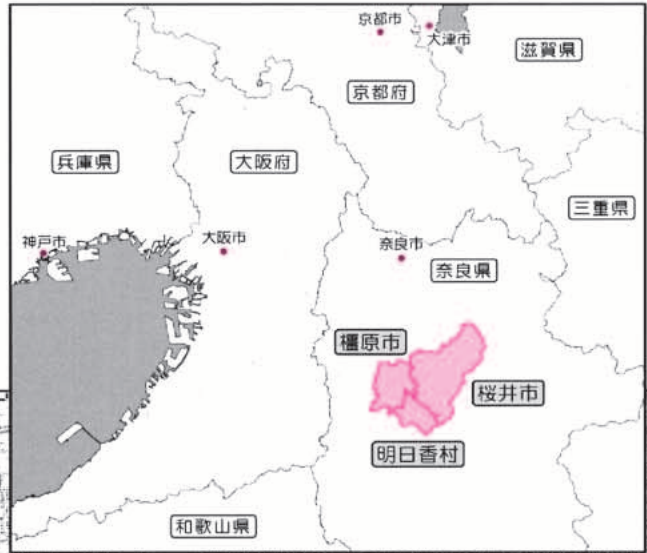 京都市
大津市
滋賀県
京都府
兵庫県
大阪府
三重県
神戸市
大阪市
奈良市
奈良県
橿原市
桜井市
明日香村
和歌山県